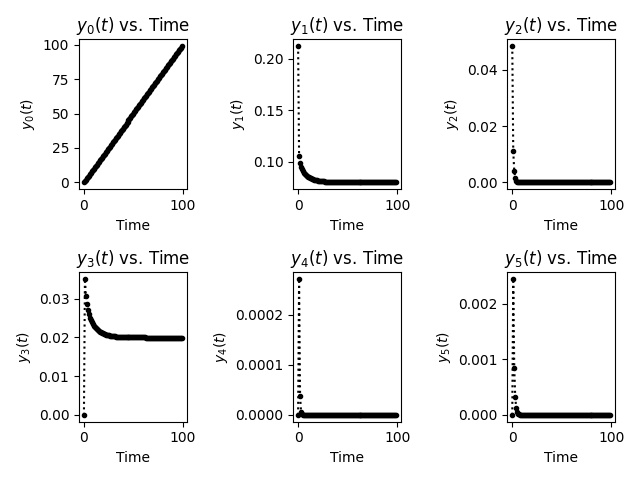 y₀(t) vs. Time
100
75
50
25
0
y₀(t)
0
100
Time
y₁(t) vs. Time
0.20
0.15
0.10
y₁(t)
0
100
Time
y₂(t) vs. Time
0.04
0.02
0.00
y₂(t)
0
100
Time
y₃(t) vs. Time
0.03
0.02
0.01
0.00
y₃(t)
0
100
Time
y₄(t) vs. Time
0.0002
0.0001
0.0000
y₄(t)
0
100
Time
y₅(t) vs. Time
0.002
0.001
0.000
y₅(t)
0
100
Time